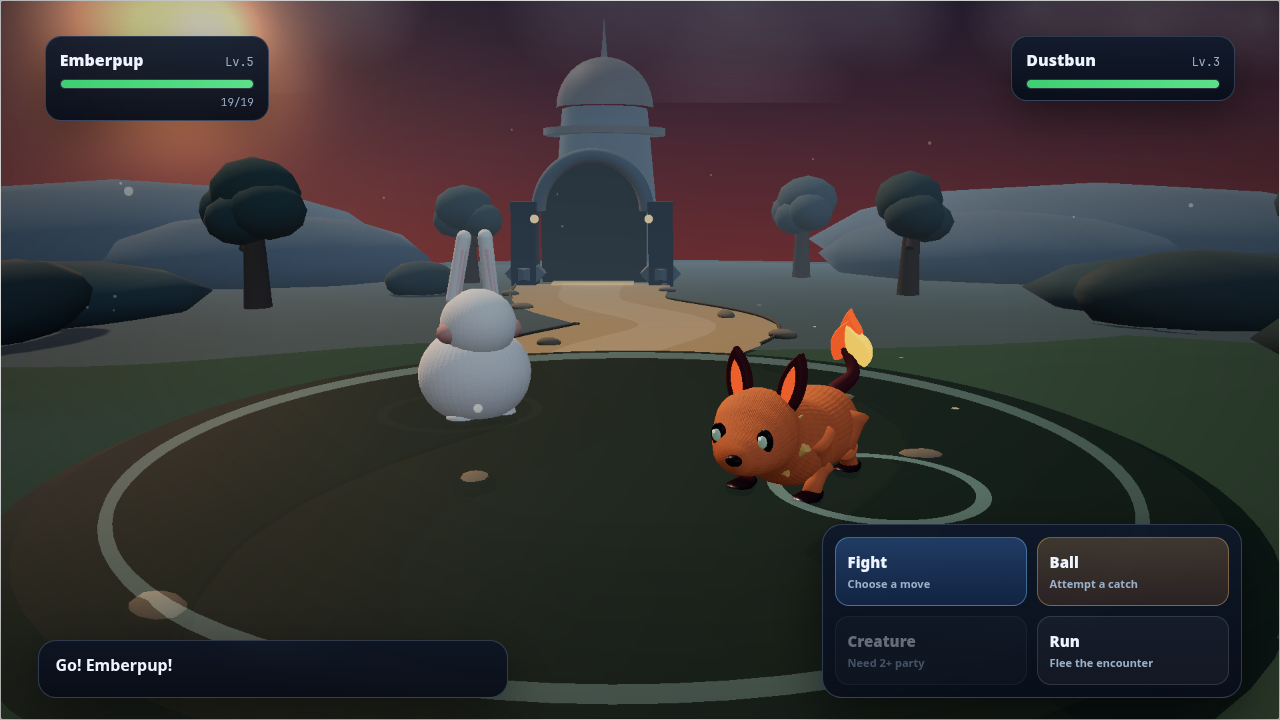 Emberpup Lv.5
19/19
Dustbun Lv.3
Fight
Choose a move
Ball
Attempt a catch
Creature
Need 2+ party
Run
Flee the encounter
Go! Emberpup!